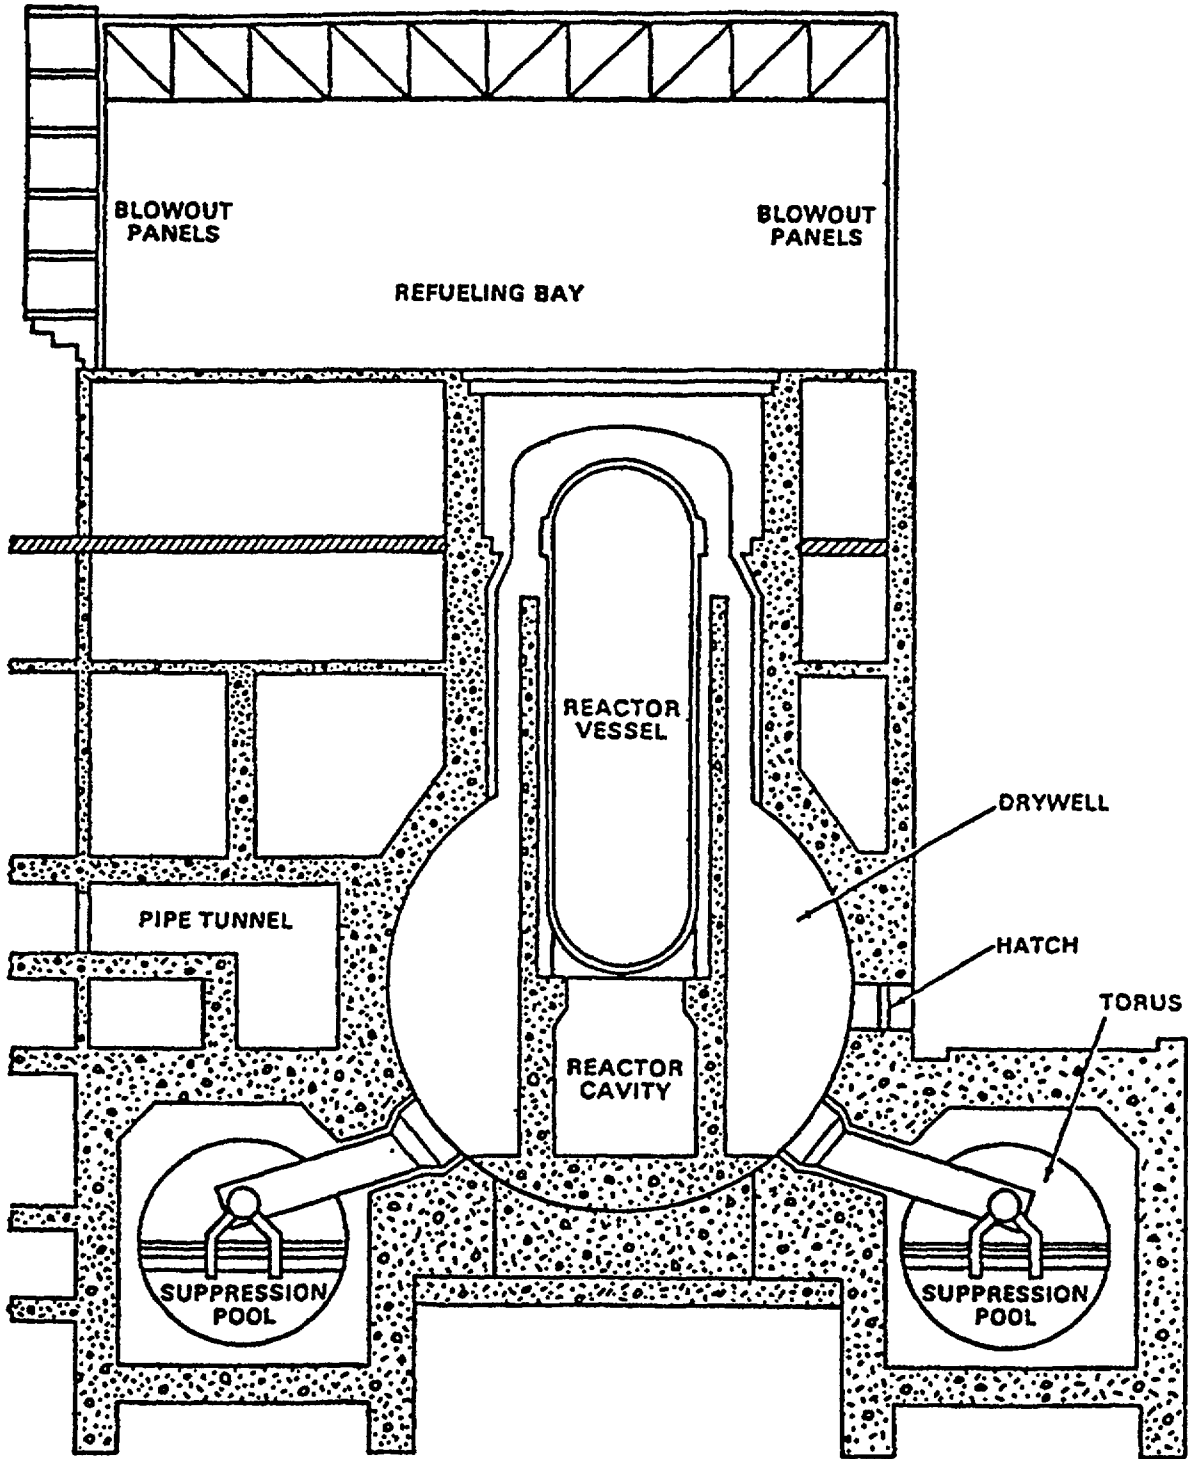 BLOWOUT
PANELS
BLOWOUT
PANELS
REFUELING BAY
REACTOR
VESSEL
DRYWELL
PIPE TUNNEL
HATCH
TORUS
REACTOR
CAVITY
SUPPRESSION
POOL
SUPPRESSION
POOL